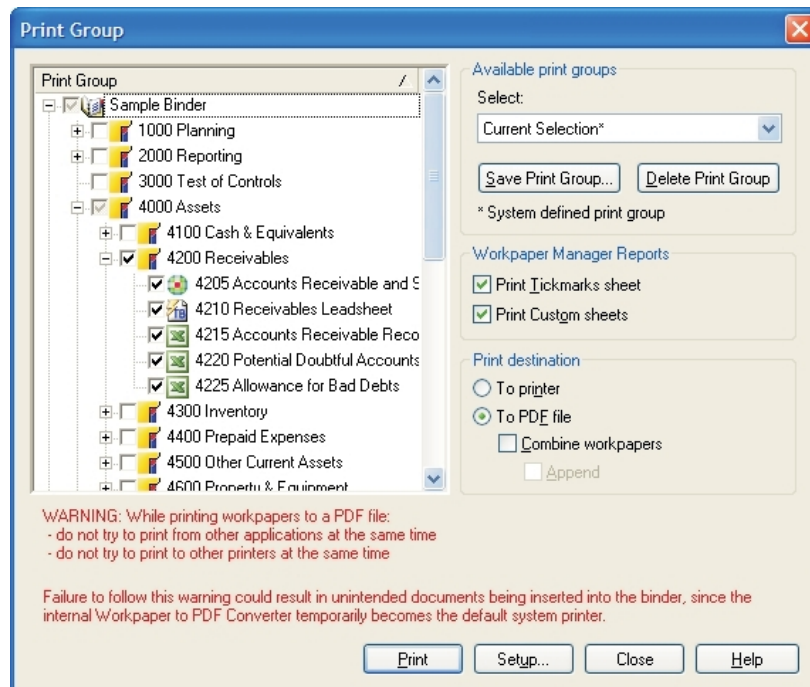 Print Group
Print Group
Sample Binder
1000 Planning
2000 Reporting
3000 Test of Controls
4000 Assets
4100 Cash & Equivalents
4200 Receivables
4205 Accounts Receivable and S
4210 Receivables Leadsheet
4215 Accounts Receivable Reco
4220 Potential Doubtful Accounts
4225 Allowance for Bad Debts
4300 Inventory
4400 Prepaid Expenses
4500 Other Current Assets
4600 Property & Equipment
Available print groups
Select:
Current Selection*
Save Print Group... Delete Print Group
* System defined print group
Workpaper Manager Reports
Print Tickmarks sheet
Print Custom sheets
Print destination
To printer
To PDF file
Combine workpapers
Append
WARNING: While printing workpapers to a PDF file:
- do not try to print from other applications at the same time
- do not try to print to other printers at the same time
Failure to follow this warning could result in unintended documents being inserted into the binder, since the
internal Workpaper to PDF Converter temporarily becomes the default system printer.
Print Setup... Close Help